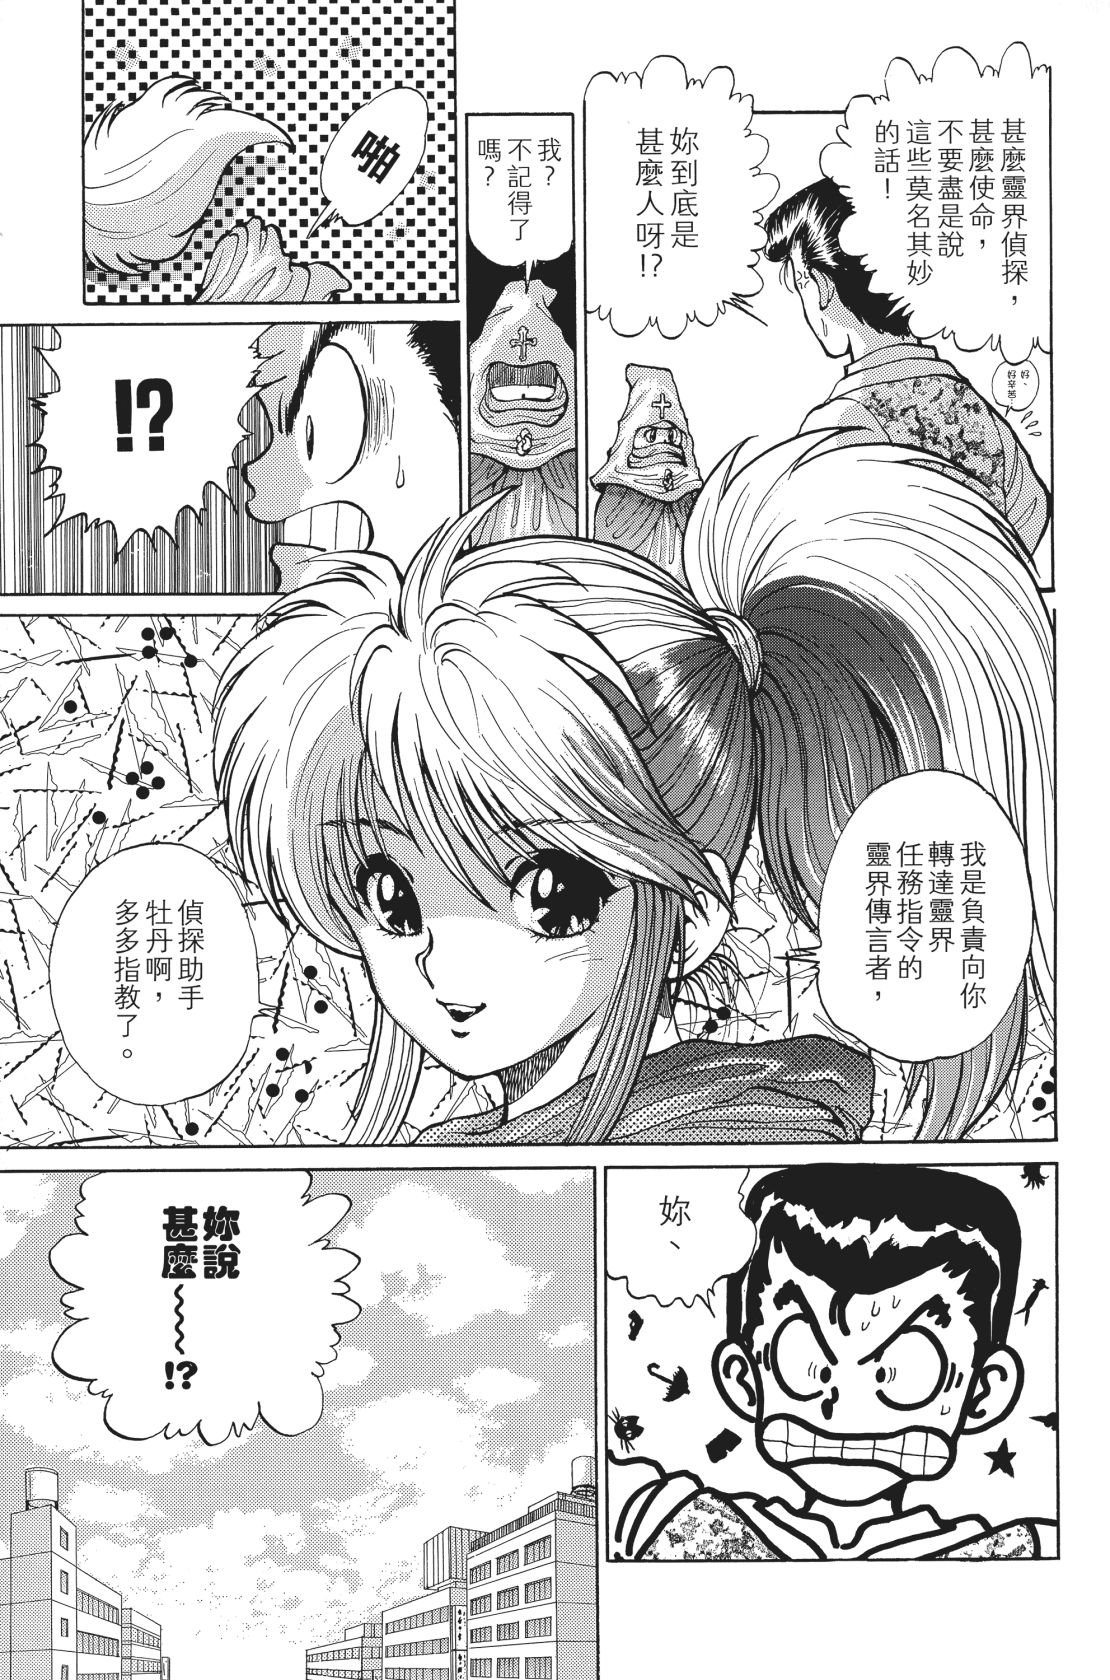 甚麼靈界偵探，
甚麼使命，
不要盡是說
這些莫名其妙
的話！
好、
好辛苦…
妳到底是
甚麼人呀!?
我？
不記得了
嗎？
啪
!?
我是負責向你
轉達靈界
任務指令的
靈界傳言者，
偵探助手
牡丹啊，
多多指教了。
妳、
妳說
甚麼～～!?